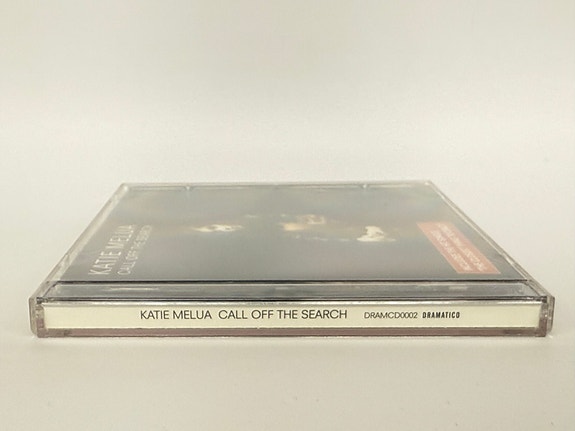 KATIE MELUA
CALL OFF THE SEARCH
KATIE MELUA CALL OFF THE SEARCH DRAMCD0002 DRAMATICO